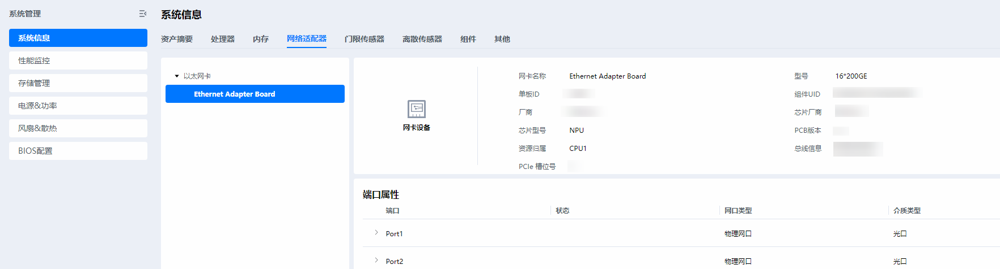 系统管理
系统信息
性能监控
存储管理
电源&功率
风扇&散热
BIOS配置
系统信息
资产摘要 处理器 内存 网络适配器 门限传感器 离散传感器 组件 其他
以太网卡
Ethernet Adapter Board
网卡设备
网卡名称 Ethernet Adapter Board 型号 16*200GE
单板ID 组件UID
厂商 芯片厂商
芯片型号 NPU PCB版本
资源归属 CPU1 总线信息
PCIe 槽位号
端口属性
端口 状态 网口类型 介质类型
Port1 物理网口 光口
Port2 物理网口 光口